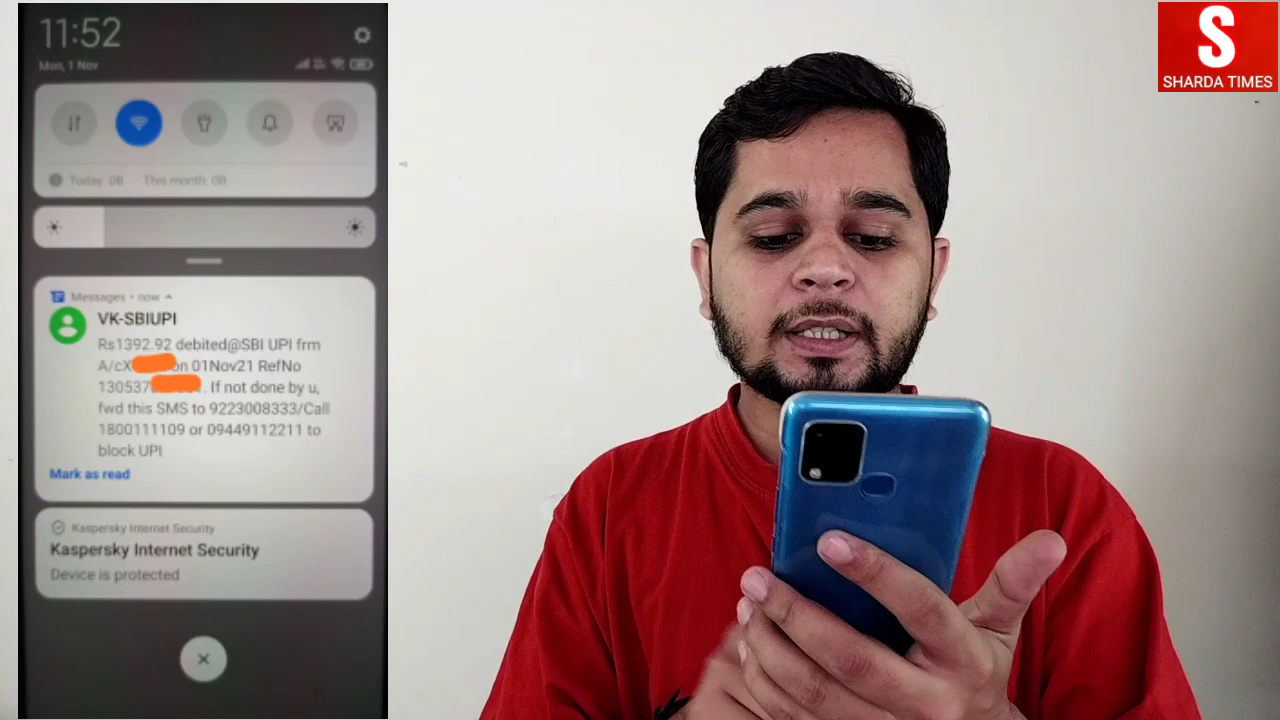 11:52
Mon, 1 Nov
Today: 0B This month: 0B
Messages • now
VK-SBIUPI
Rs1392.92 debited@SBI UPI frm
A/cX on 01Nov21 RefNo
130537 . If not done by u,
fwd this SMS to 9223008333/Call
1800111109 or 09449112211 to
block UPI
Mark as read
Kaspersky Internet Security
Kaspersky Internet Security
Device is protected
S
SHARDA TIMES